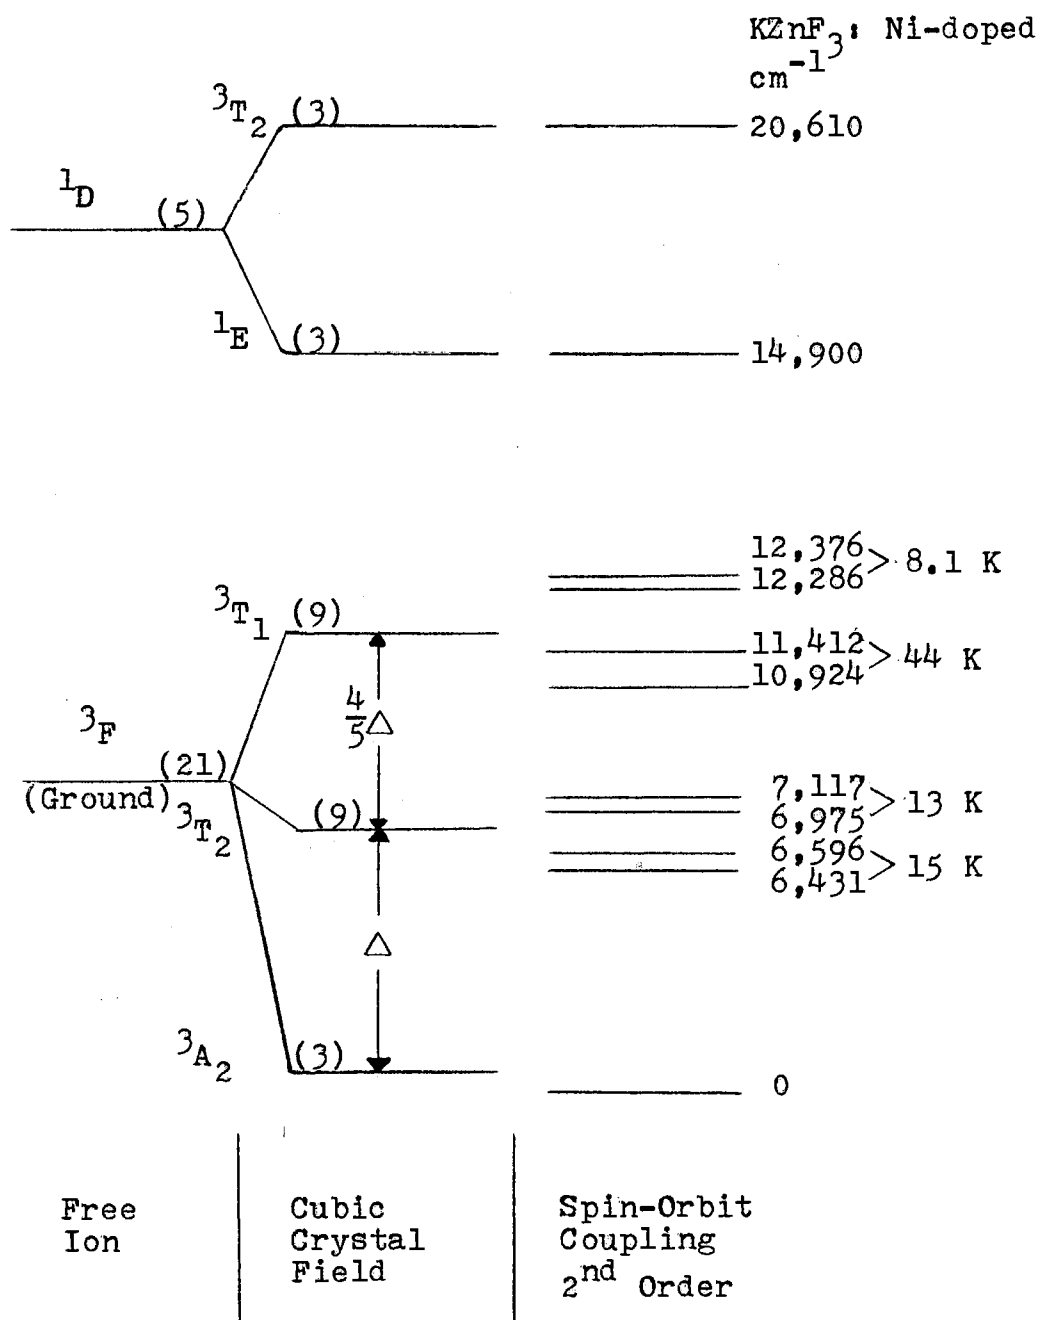 KZnF3: Ni-doped
cm-1
3T2 (3)
20,610
1D (5)
1E (3)
14,900
12,376
12,286 > 8.1 K
3T1 (9)
11,412
10,924 > 44 K
4/5 △
3F (21)
(Ground)
3T2 (9)
7,117
6,975 > 13 K
6,596
6,431 > 15 K
△
3A2 (3)
0
Free
Ion
Cubic
Crystal
Field
Spin-Orbit
Coupling
2nd Order